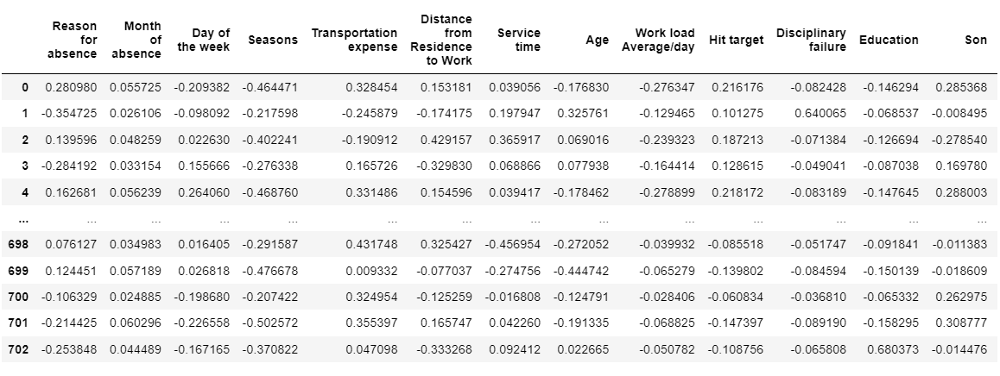 Reason for absence Month of absence Day of the week Seasons Transportation expense Distance from Residence to Work Service time Age Work load Average/day Hit target Disciplinary failure Education Son
0 0.280980 0.055725 -0.209382 -0.464471 0.328454 0.153181 0.039056 -0.176830 -0.276347 0.216176 -0.082428 -0.146294 0.285368
1 -0.354725 0.026106 -0.098092 -0.217598 -0.245879 -0.174175 0.197947 0.325761 -0.129465 0.101275 0.640065 -0.068537 -0.008495
2 0.139596 0.048259 0.022630 -0.402241 -0.190912 0.429157 0.365917 0.069016 -0.239323 0.187213 -0.071384 -0.126694 -0.278540
3 -0.284192 0.033154 0.155666 -0.276338 0.165726 -0.329830 0.068866 0.077938 -0.164414 0.128615 -0.049041 -0.087038 0.169780
4 0.162681 0.056239 0.264060 -0.468760 0.331486 0.154596 0.039417 -0.178462 -0.278899 0.218172 -0.083189 -0.147645 0.288003
... ... ... ... ... ... ... ... ... ... ... ... ... ...
698 0.076127 0.034983 0.016405 -0.291587 0.431748 0.325427 -0.456954 -0.272052 -0.039932 -0.085518 -0.051747 -0.091841 -0.011383
699 0.124451 0.057189 0.026818 -0.476678 0.009332 -0.077037 -0.274756 -0.444742 -0.065279 -0.139802 -0.084594 -0.150139 -0.018609
700 -0.106329 0.024885 -0.198680 -0.207422 0.324954 -0.125259 -0.016808 -0.124791 -0.028406 -0.060834 -0.036810 -0.065332 0.262975
701 -0.214425 0.060296 -0.226558 -0.502572 0.355397 0.165747 0.042260 -0.191335 -0.068825 -0.147397 -0.089190 -0.158295 0.308777
702 -0.253848 0.044489 -0.167165 -0.370822 0.047098 -0.333268 0.092412 0.022665 -0.050782 -0.108756 -0.065808 0.680373 -0.014476